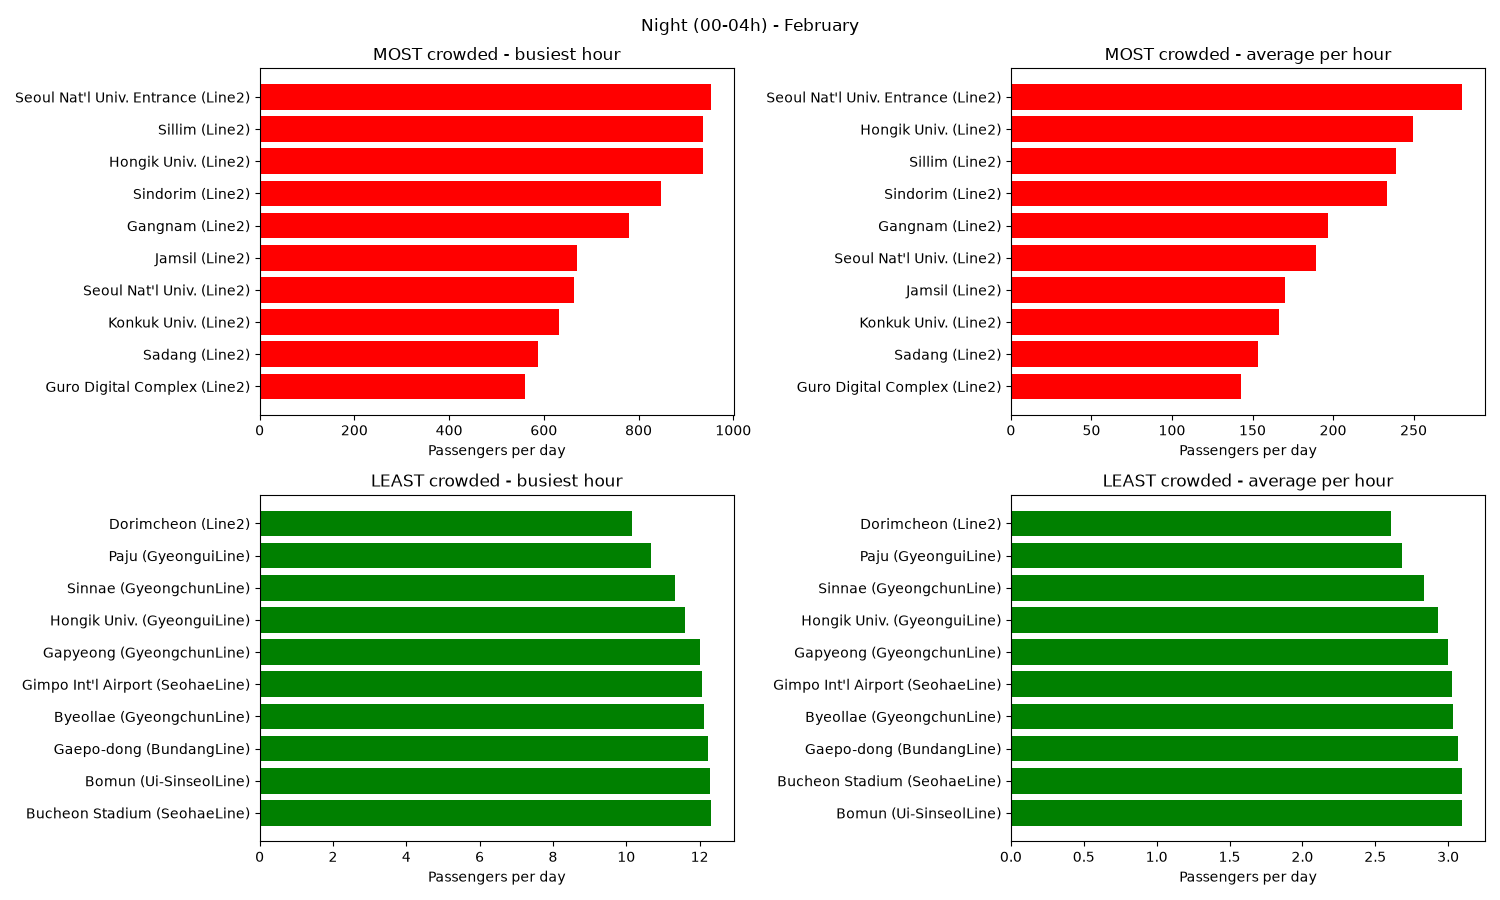 Night (00-04h) - February
MOST crowded - busiest hour
Seoul Nat'l Univ. Entrance (Line2)
Sillim (Line2)
Hongik Univ. (Line2)
Sindorim (Line2)
Gangnam (Line2)
Jamsil (Line2)
Seoul Nat'l Univ. (Line2)
Konkuk Univ. (Line2)
Sadang (Line2)
Guro Digital Complex (Line2)
0 200 400 600 800 1000
Passengers per day
MOST crowded - average per hour
Seoul Nat'l Univ. Entrance (Line2)
Hongik Univ. (Line2)
Sillim (Line2)
Sindorim (Line2)
Gangnam (Line2)
Seoul Nat'l Univ. (Line2)
Jamsil (Line2)
Konkuk Univ. (Line2)
Sadang (Line2)
Guro Digital Complex (Line2)
0 50 100 150 200 250
Passengers per day
LEAST crowded - busiest hour
Dorimcheon (Line2)
Paju (GyeonguiLine)
Sinnae (GyeongchunLine)
Hongik Univ. (GyeonguiLine)
Gapyeong (GyeongchunLine)
Gimpo Int'l Airport (SeohaeLine)
Byeollae (GyeongchunLine)
Gaepo-dong (BundangLine)
Bomun (Ui-SinseolLine)
Bucheon Stadium (SeohaeLine)
0 2 4 6 8 10 12
Passengers per day
LEAST crowded - average per hour
Dorimcheon (Line2)
Paju (GyeonguiLine)
Sinnae (GyeongchunLine)
Hongik Univ. (GyeonguiLine)
Gapyeong (GyeongchunLine)
Gimpo Int'l Airport (SeohaeLine)
Byeollae (GyeongchunLine)
Gaepo-dong (BundangLine)
Bucheon Stadium (SeohaeLine)
Bomun (Ui-SinseolLine)
0.0 0.5 1.0 1.5 2.0 2.5 3.0
Passengers per day